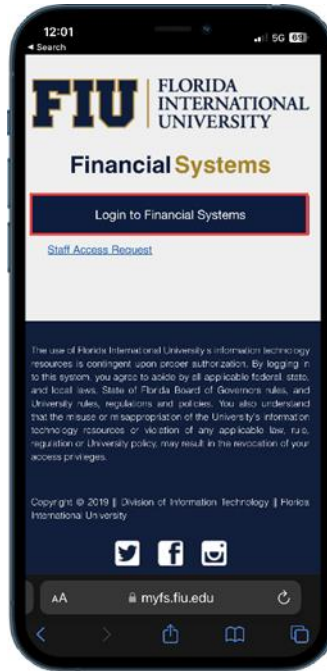 12:01
5G 69
◂ Search
FIU FLORIDA
INTERNATIONAL
UNIVERSITY
Financial Systems
Login to Financial Systems
Staff Access Request
The use of Florida International University's information technology
resources is contingent upon proper authorization. By logging in
to this system, you agree to abide by all applicable federal, state,
and local laws, State of Florida Board of Governors rules, and
University rules, regulations and policies. You also understand
that the misuse or misappropriation of the University's information
technology resources or violation of any applicable law, rule,
regulation or University policy, may result in the revocation of your
access privileges.
Copyright © 2019 || Division of Information Technology || Florida
International University
AA myfs.fiu.edu